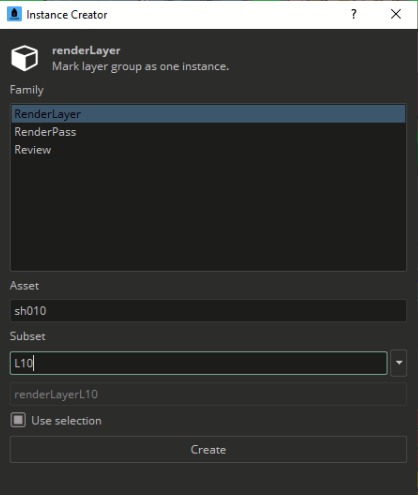 Instance Creator
?
renderLayer
Mark layer group as one instance.
Family
RenderLayer
RenderPass
Review
Asset
sh010
Subset
L10
renderLayerL10
Use selection
Create